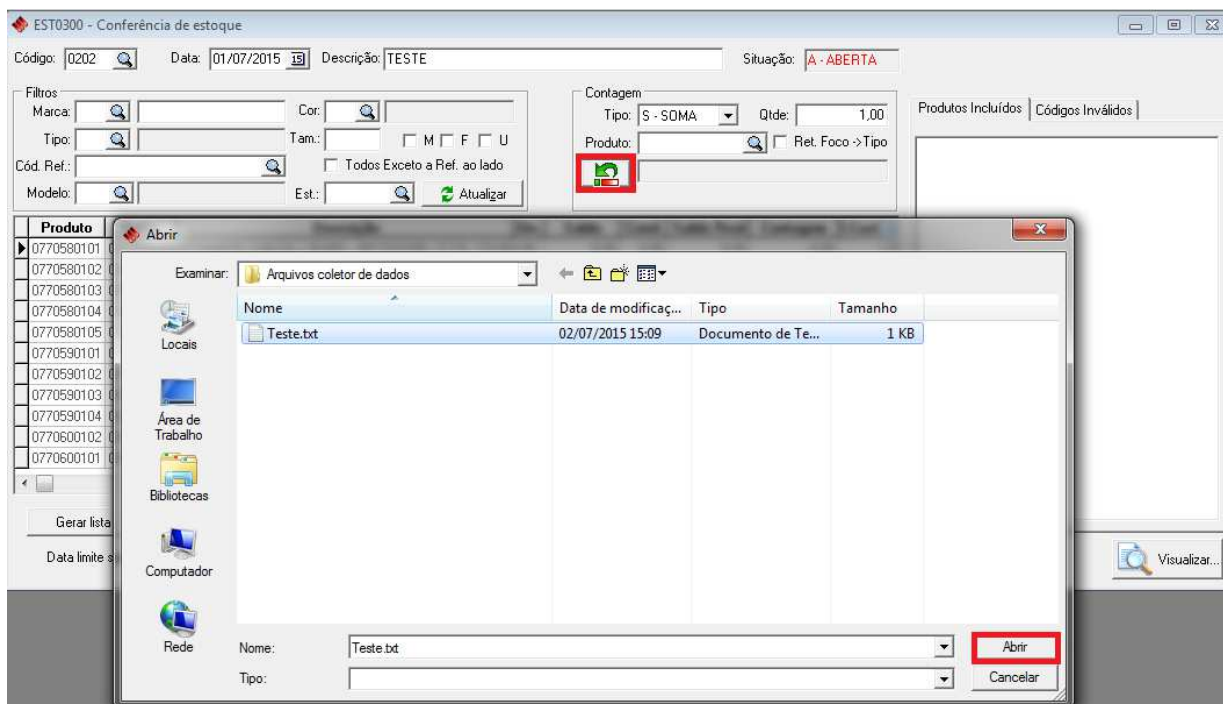 EST0300 - Conferência de estoque
Código: 0202 Data: 01/07/2015 15 Descrição: TESTE Situação: A - ABERTA
Filtros
Marca: Cor:
Tipo: Tam.: M F U
Cód. Ref.: Todos Exceto a Ref. ao lado
Modelo: Est.: Atualizar
Contagem
Tipo: S - SOMA Qtde: 1,00
Produto: Ret. Foco ->Tipo
Produtos Incluídos Códigos Inválidos
Produto
0770580101
0770580102
0770580103
0770580104
0770580105
0770590101
0770590102
0770590103
0770590104
0770600102
0770600101
Gerar lista
Data limite
Visualizar...
Abrir
Examinar: Arquivos coletor de dados
Nome Data de modificaç... Tipo Tamanho
Teste.txt 02/07/2015 15:09 Documento de Te... 1 KB
Locais
Área de
Trabalho
Bibliotecas
Computador
Rede
Nome: Teste.txt Abrir
Tipo: Cancelar